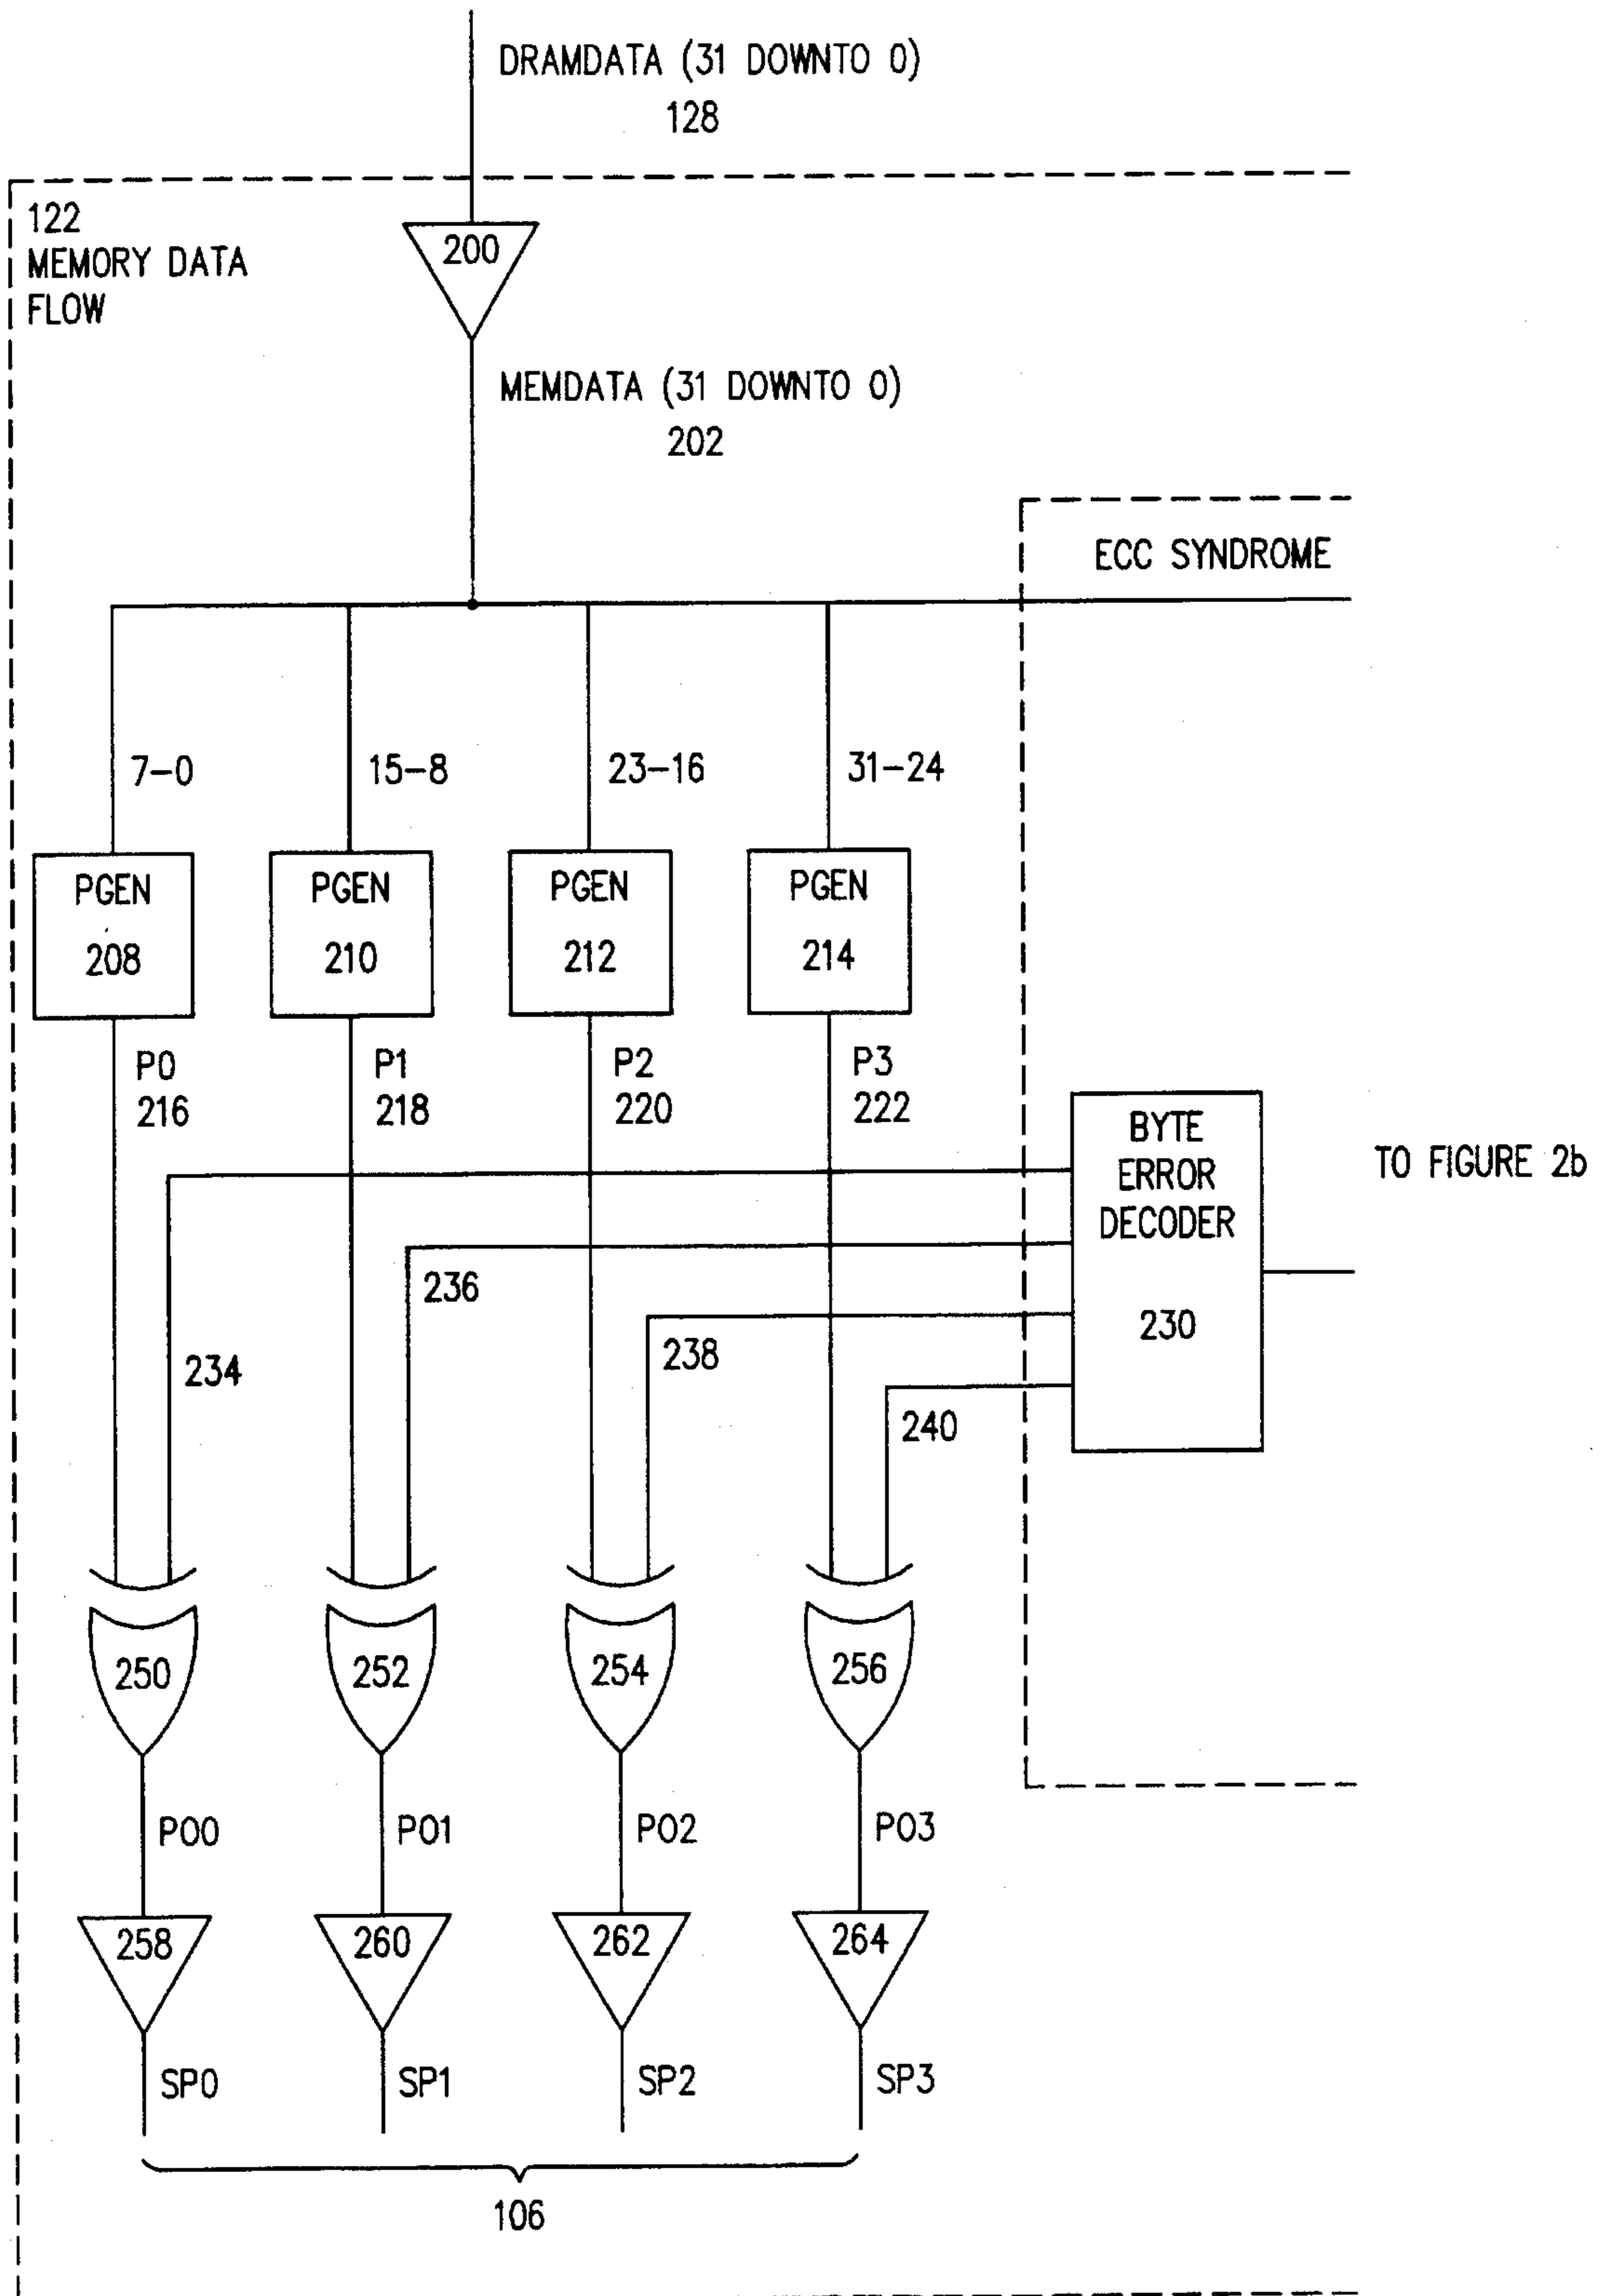 DRAMDATA (31 DOWNTO 0)
128
122
MEMORY DATA
FLOW
200
MEMDATA (31 DOWNTO 0)
202
ECC SYNDROME
7-0
15-8
23-16
31-24
PGEN
208
PGEN
210
PGEN
212
PGEN
214
P0
216
P1
218
P2
220
P3
222
BYTE
ERROR
DECODER
230
TO FIGURE 2b
234
236
238
240
250
252
254
256
PO0
PO1
PO2
PO3
258
260
262
264
SP0
SP1
SP2
SP3
106